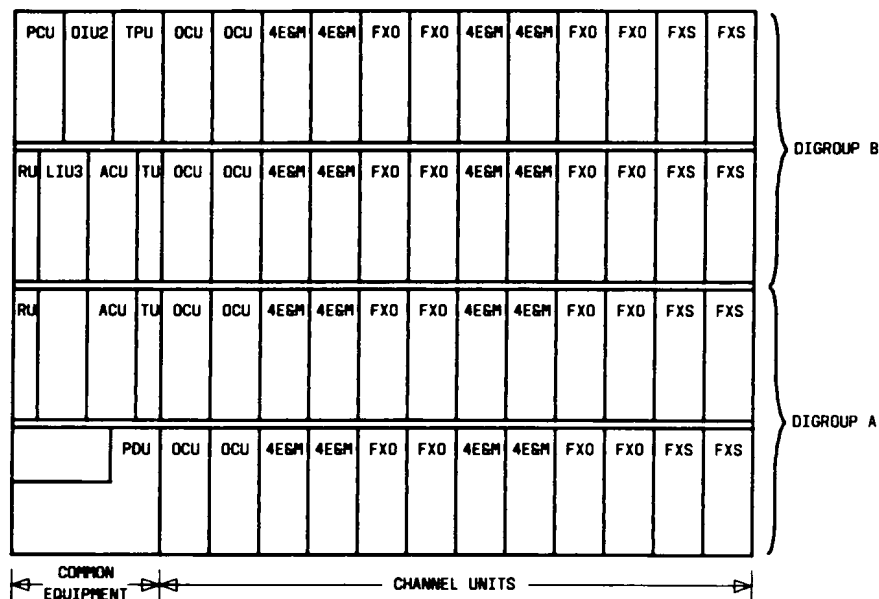 PCU OIU2 TPU OCU OCU 4E&M 4E&M FXO FXO 4E&M 4E&M FXO FXO FXS FXS
DIGROUP B
RU LIU3 ACU TU OCU OCU 4E&M 4E&M FXO FXO 4E&M 4E&M FXO FXO FXS FXS
RU ACU TU OCU OCU 4E&M 4E&M FXO FXO 4E&M 4E&M FXO FXO FXS FXS
DIGROUP A
PDU OCU OCU 4E&M 4E&M FXO FXO 4E&M 4E&M FXO FXO FXS FXS
COMMON
EQUIPMENT
CHANNEL UNITS